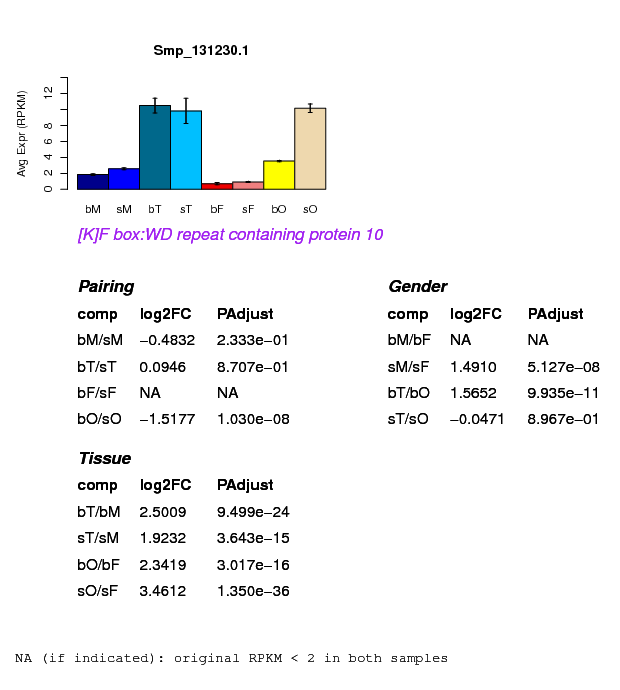 Smp_131230.1
Avg Expr (RPKM)
0 2 4 6 8 12
bM sM bT sT bF sF bO sO
[K]F box:WD repeat containing protein 10
Pairing
comp log2FC PAdjust
bM/sM −0.4832 2.333e−01
bT/sT 0.0946 8.707e−01
bF/sF NA NA
bO/sO −1.5177 1.030e−08
Gender
comp log2FC PAdjust
bM/bF NA NA
sM/sF 1.4910 5.127e−08
bT/bO 1.5652 9.935e−11
sT/sO −0.0471 8.967e−01
Tissue
comp log2FC PAdjust
bT/bM 2.5009 9.499e−24
sT/sM 1.9232 3.643e−15
bO/bF 2.3419 3.017e−16
sO/sF 3.4612 1.350e−36
NA (if indicated): original RPKM < 2 in both samples